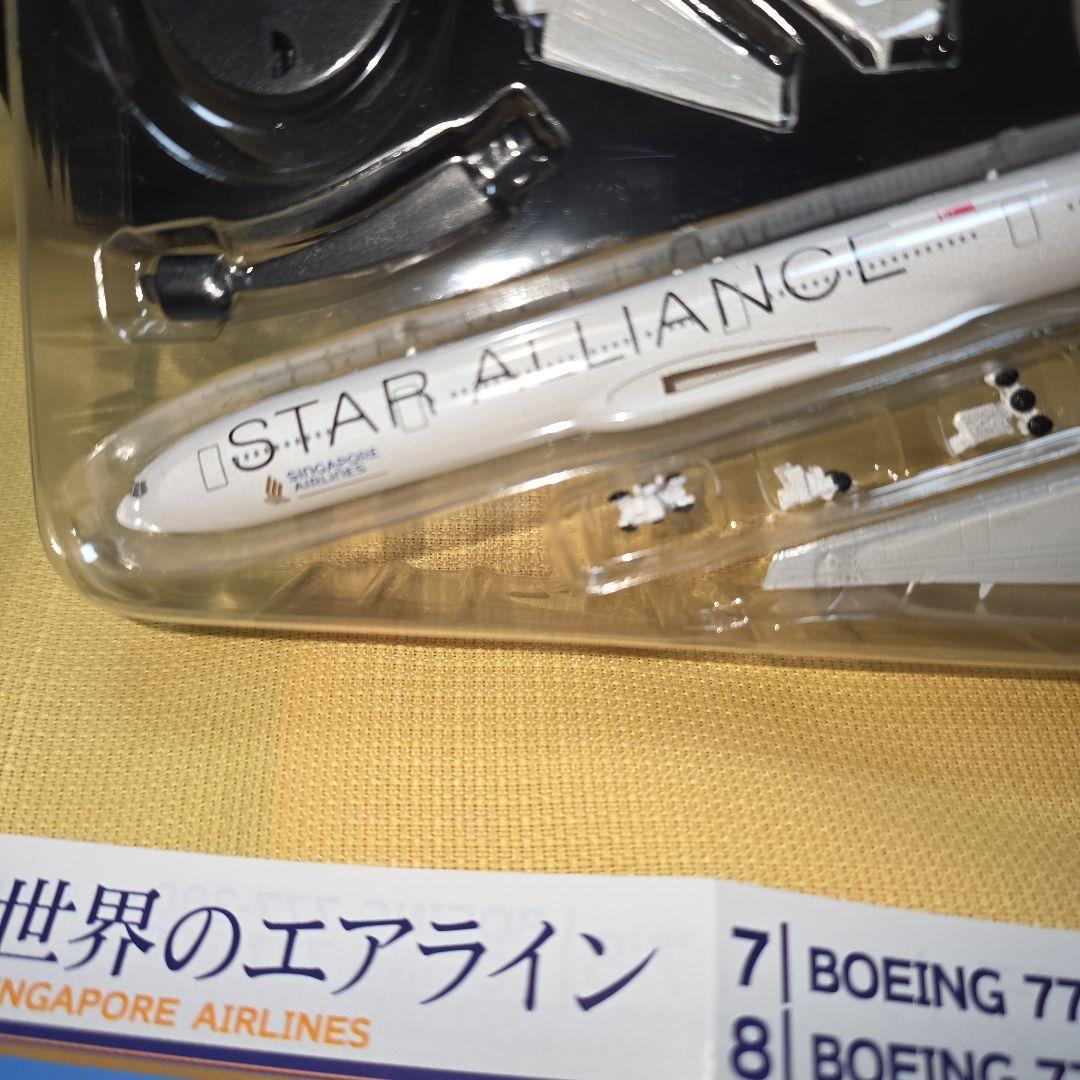 STAR ALLIANCE
SINGAPORE
AIRLINES
世界のエアライン
INGAPORE AIRLINES
7 BOEING 77
8 BOEING 77